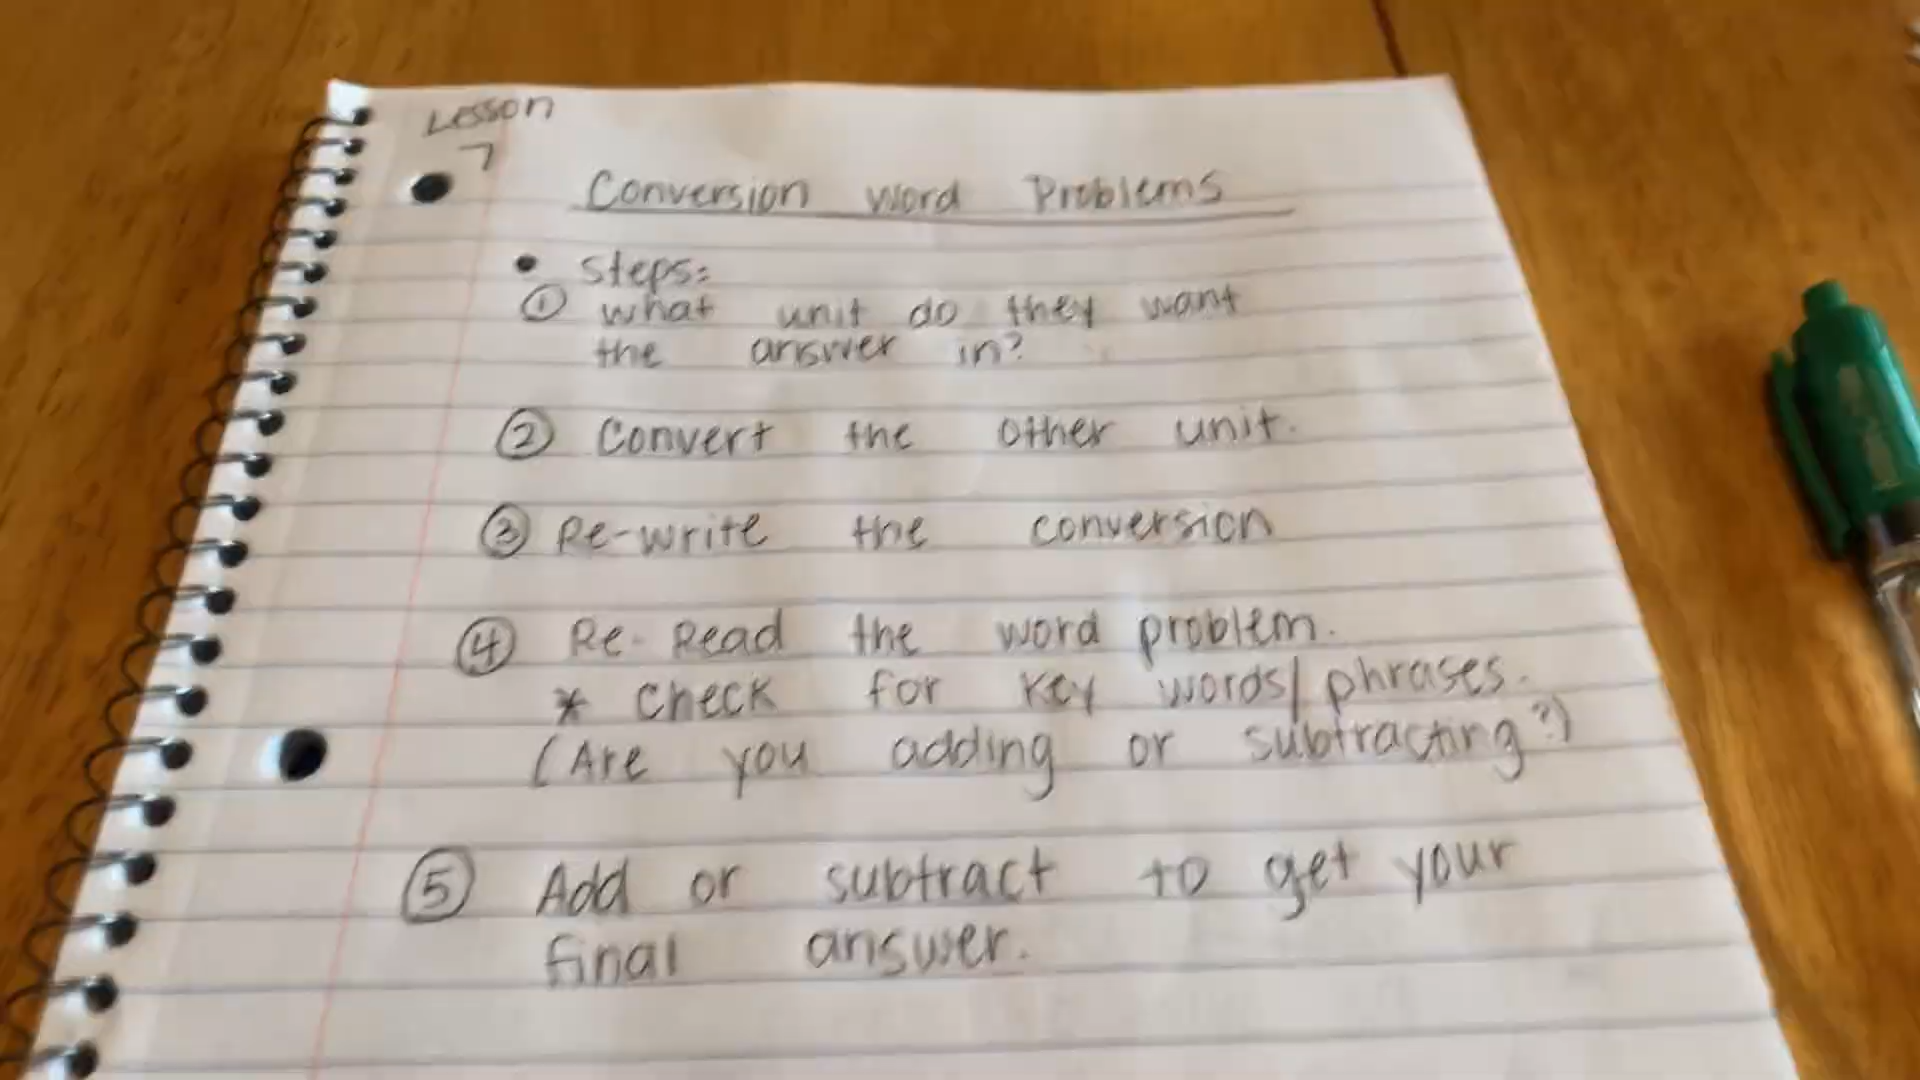 Lesson
7
Conversion Word Problems
• Steps:
① what unit do they want
the answer in?
② Convert the other unit.
③ Re-write the conversion
④ Re-Read the word problem.
* Check for key words/phrases.
(Are you adding or subtracting?)
⑤ Add or subtract to get your
final answer.